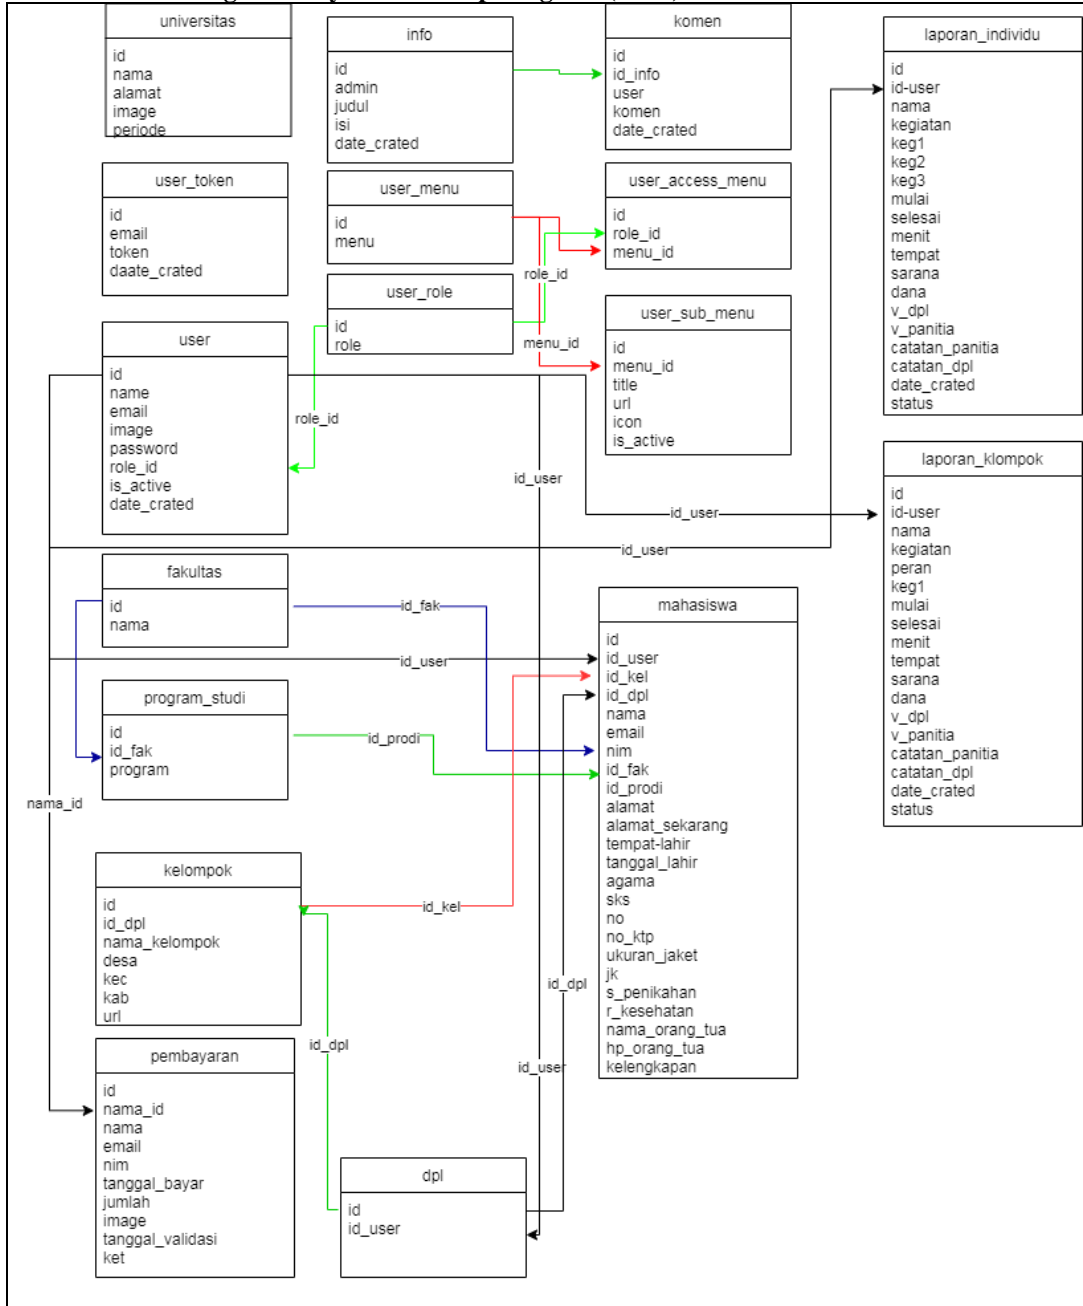 universitas
id
nama
alamat
image
periode
info
id
admin
judul
isi
date_crated
komen
id
id_info
user
komen
date_crated
laporan_individu
id
id-user
nama
kegiatan
keg1
keg2
keg3
mulai
selesai
menit
tempat
sarana
dana
v_dpl
v_panitia
catatan_panitia
catatan_dpl
date_crated
status
user_token
id
email
token
daate_crated
user_menu
id
menu
user_access_menu
id
role_id
menu_id
role_id
user_role
id
role
menu_id
user_sub_menu
id
menu_id
title
url
icon
is_active
user
id
name
email
image
password
role_id
is_active
date_crated
role_id
id_user
id_user
id_user
laporan_klompok
id
id-user
nama
kegiatan
peran
keg1
mulai
selesai
menit
tempat
sarana
dana
v_dpl
v_panitia
catatan_panitia
catatan_dpl
date_crated
status
fakultas
id
nama
id_fak
id_user
mahasiswa
id
id_user
id_kel
id_dpl
nama
email
nim
id_fak
id_prodi
alamat
alamat_sekarang
tempat-lahir
tanggal_lahir
agama
sks
no
no_ktp
ukuran_jaket
jk
s_penikahan
r_kesehatan
nama_orang_tua
hp_orang_tua
kelengkapan
program_studi
id
id_fak
program
id_prodi
nama_id
kelompok
id
id_dpl
nama_kelompok
desa
kec
kab
url
id_kel
id_dpl
id_dpl
id_user
pembayaran
id
nama_id
nama
email
nim
tanggal_bayar
jumlah
image
tanggal_validasi
ket
dpl
id
id_user